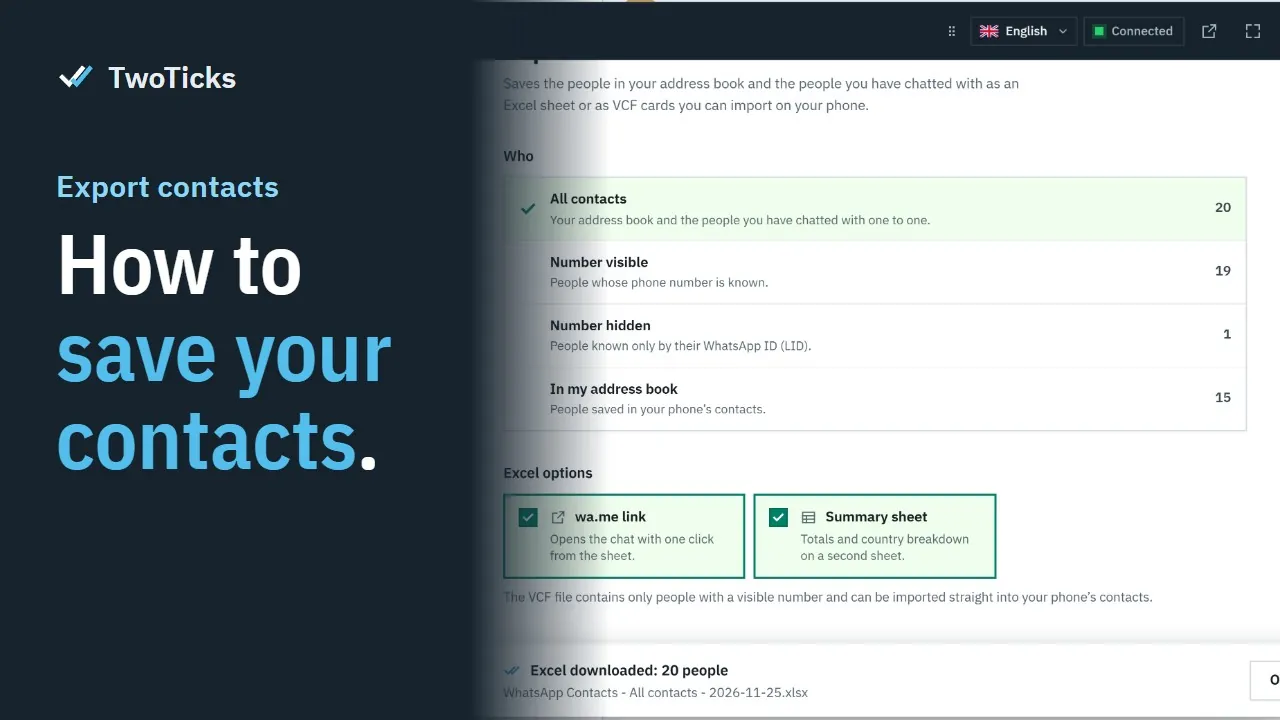 TwoTicks
Export contacts
How to
save your
contacts.
English
Connected
Saves the people in your address book and the people you have chatted with as an
Excel sheet or as VCF cards you can import on your phone.
Who
All contacts
20
Your address book and the people you have chatted with one to one.
Number visible
19
People whose phone number is known.
Number hidden
1
People known only by their WhatsApp ID (LID).
In my address book
15
People saved in your phone’s contacts.
Excel options
wa.me link
Opens the chat with one click
from the sheet.
Summary sheet
Totals and country breakdown
on a second sheet.
The VCF file contains only people with a visible number and can be imported straight into your phone’s contacts.
Excel downloaded: 20 people
WhatsApp Contacts - All contacts - 2026-11-25.xlsx